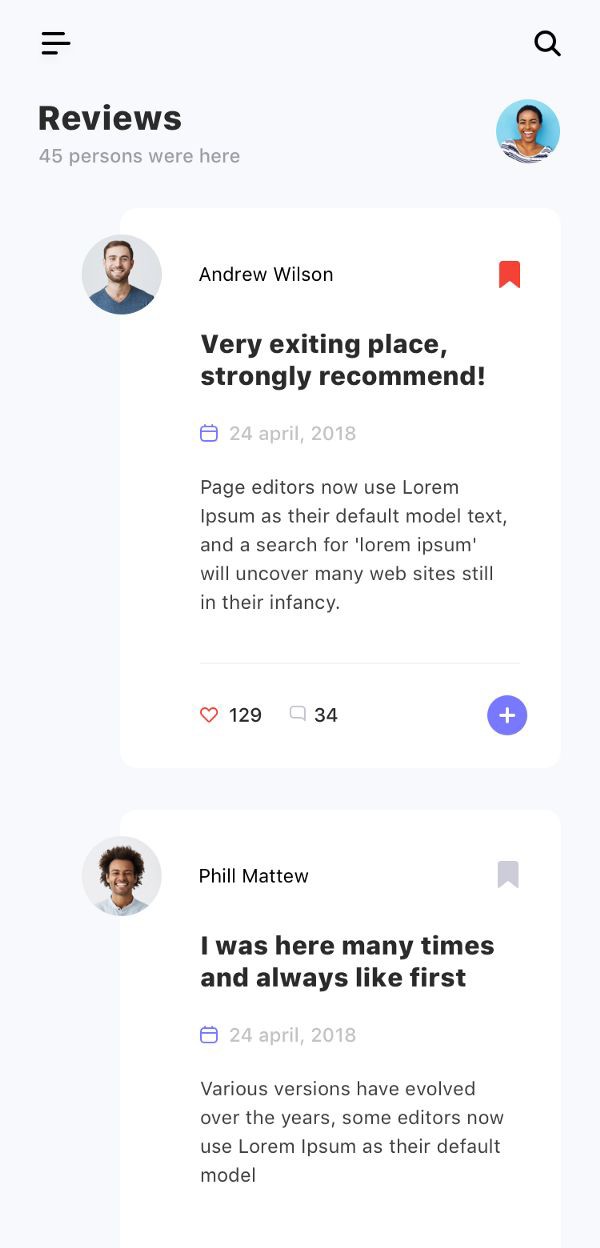 Reviews
45 persons were here
Andrew Wilson
Very exiting place,
strongly recommend!
24 april, 2018
Page editors now use Lorem
Ipsum as their default model text,
and a search for 'lorem ipsum'
will uncover many web sites still
in their infancy.
129 34
Phill Mattew
I was here many times
and always like first
24 april, 2018
Various versions have evolved
over the years, some editors now
use Lorem Ipsum as their default
model